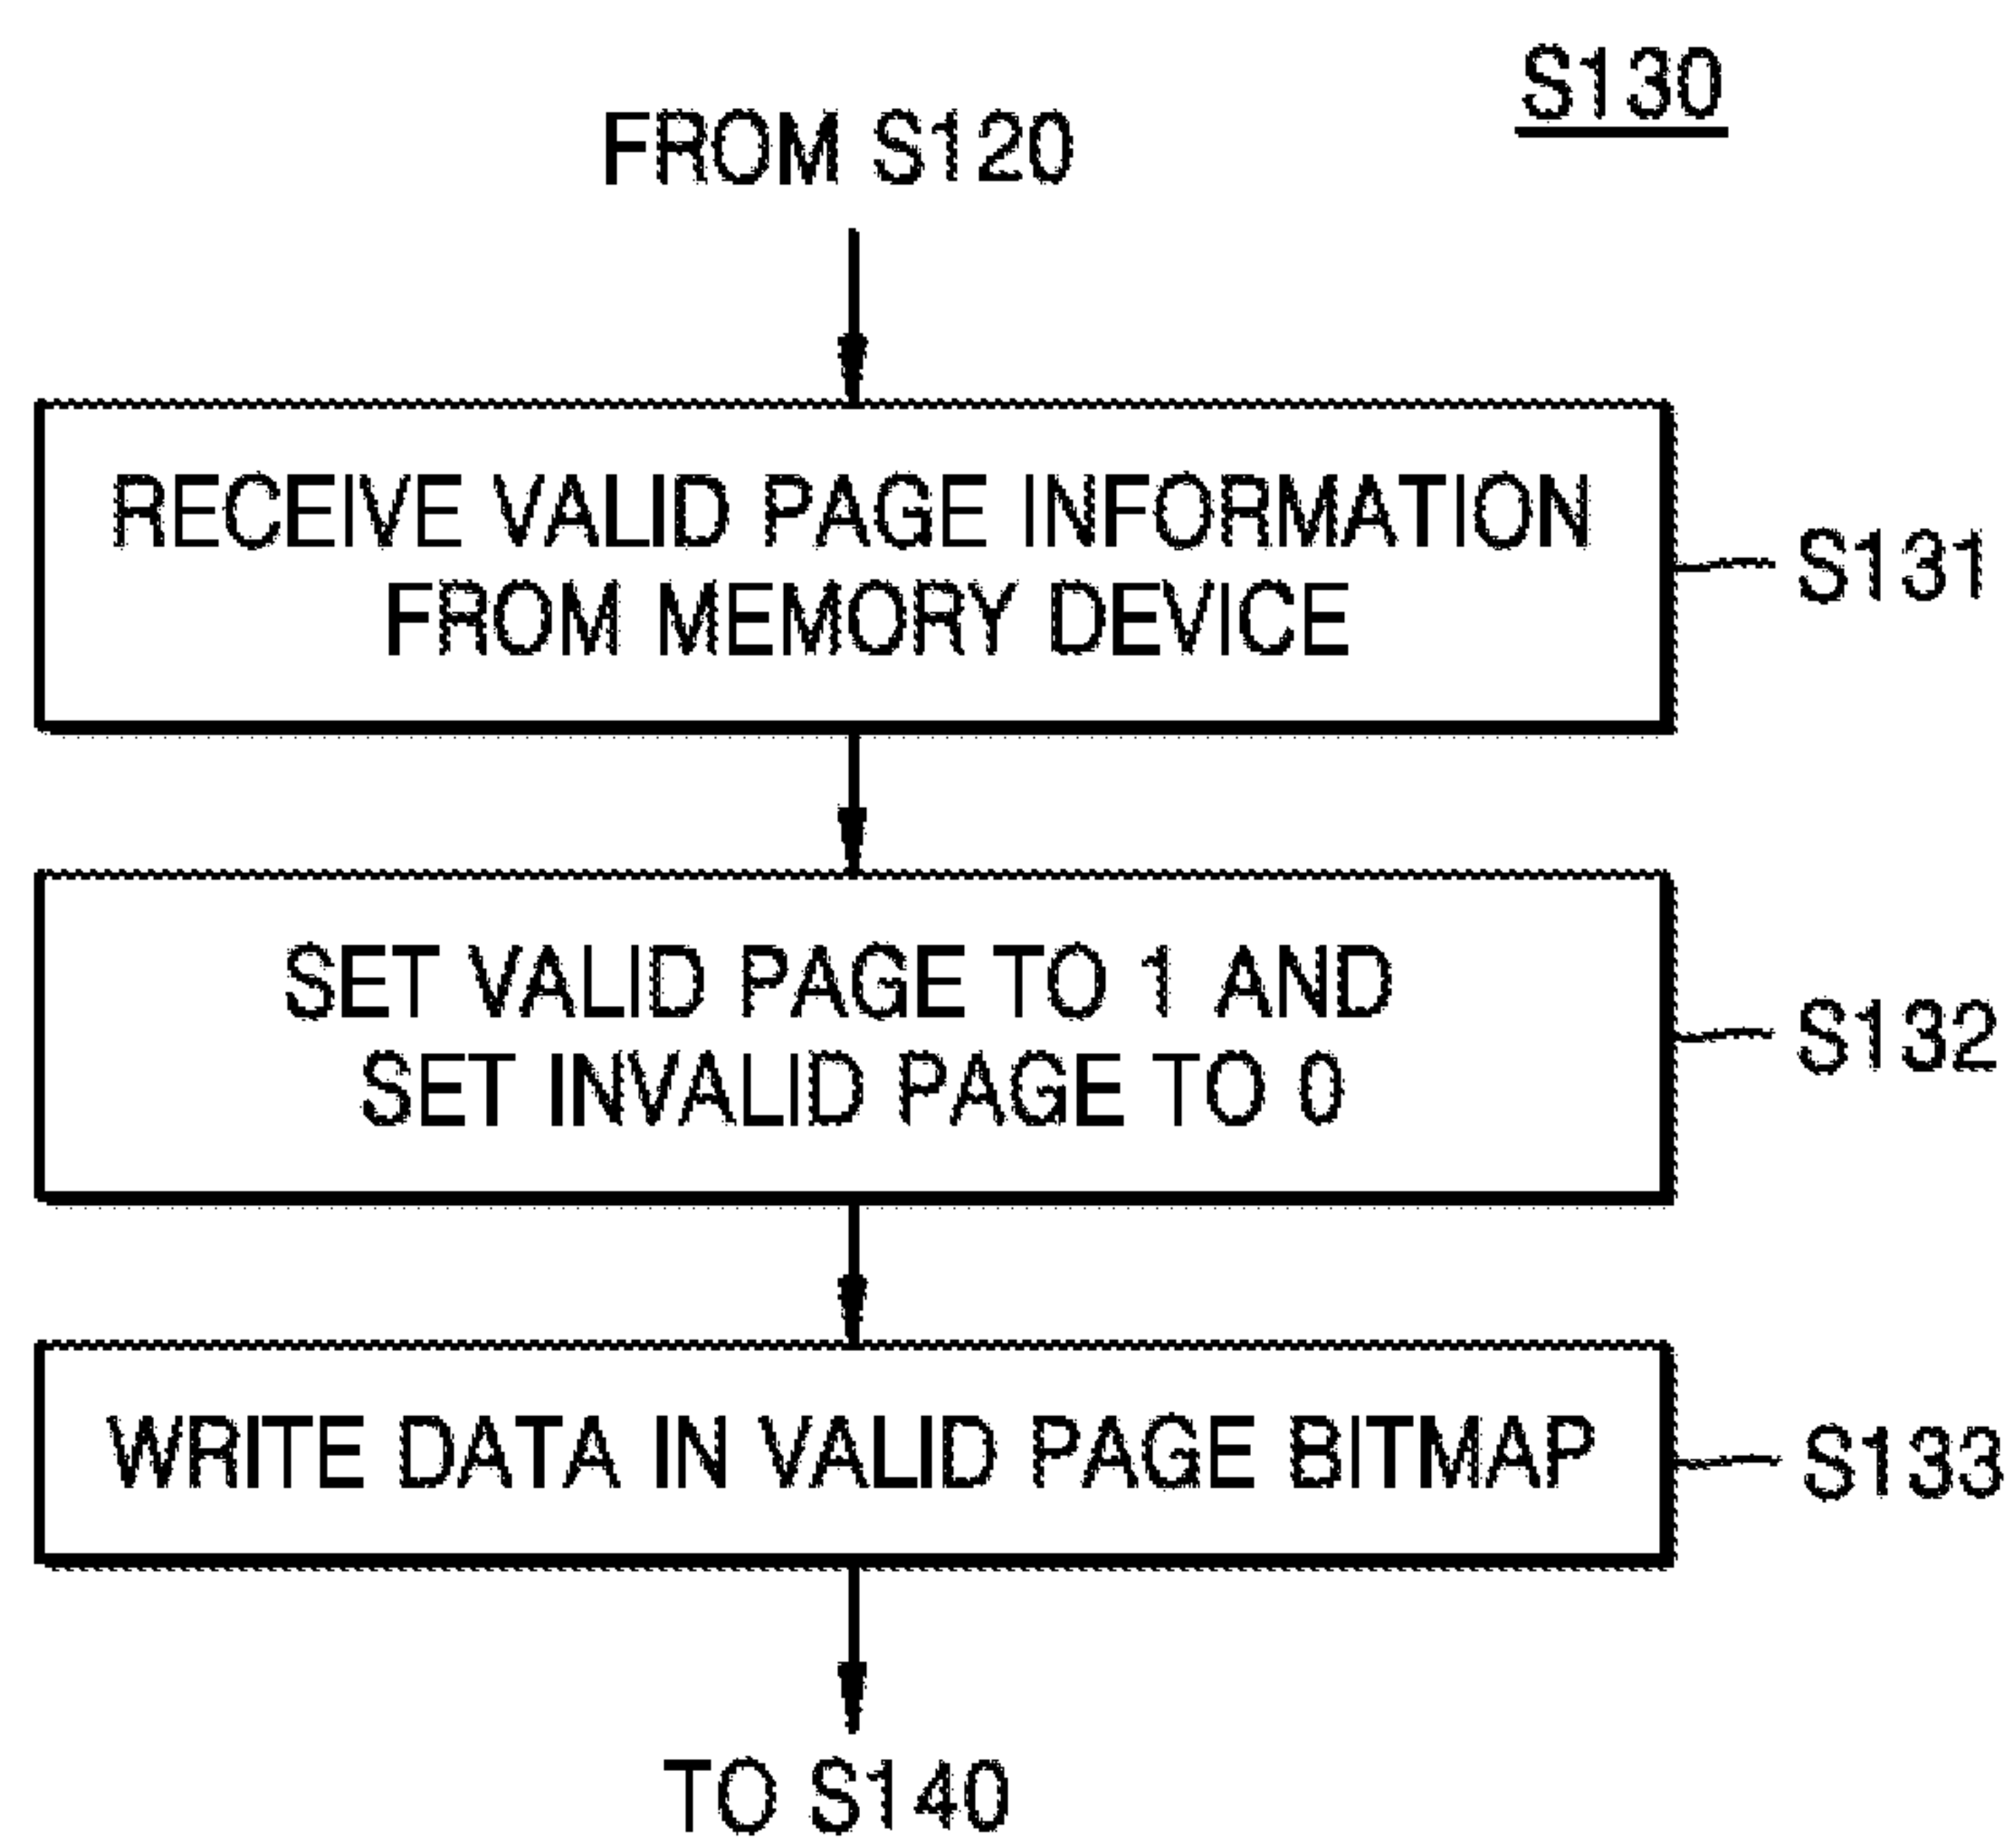 S130
FROM S120
RECEIVE VALID PAGE INFORMATION
FROM MEMORY DEVICE
S131
SET VALID PAGE TO 1 AND
SET INVALID PAGE TO 0
S132
WRITE DATA IN VALID PAGE BITMAP
S133
TO S140